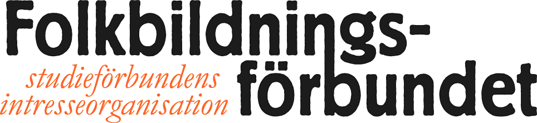 Folkbildnings-
förbundet
studieförbundens
intresseorganisation